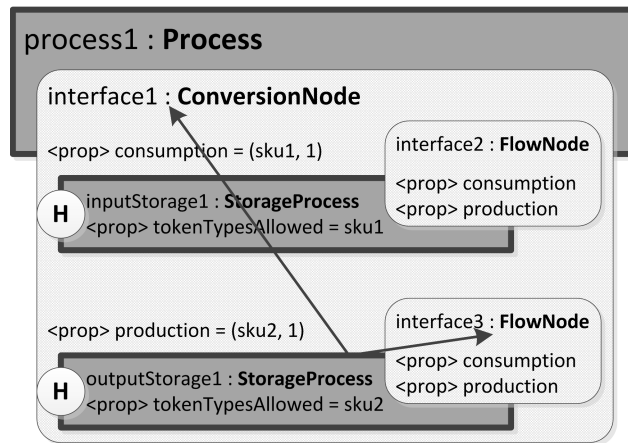 process1 : Process
interface1 : ConversionNode
<prop> consumption = (sku1, 1)
interface2 : FlowNode
<prop> consumption
<prop> production
H
inputStorage1 : StorageProcess
<prop> tokenTypesAllowed = sku1
<prop> production = (sku2, 1)
interface3 : FlowNode
<prop> consumption
<prop> production
H
outputStorage1 : StorageProcess
<prop> tokenTypesAllowed = sku2